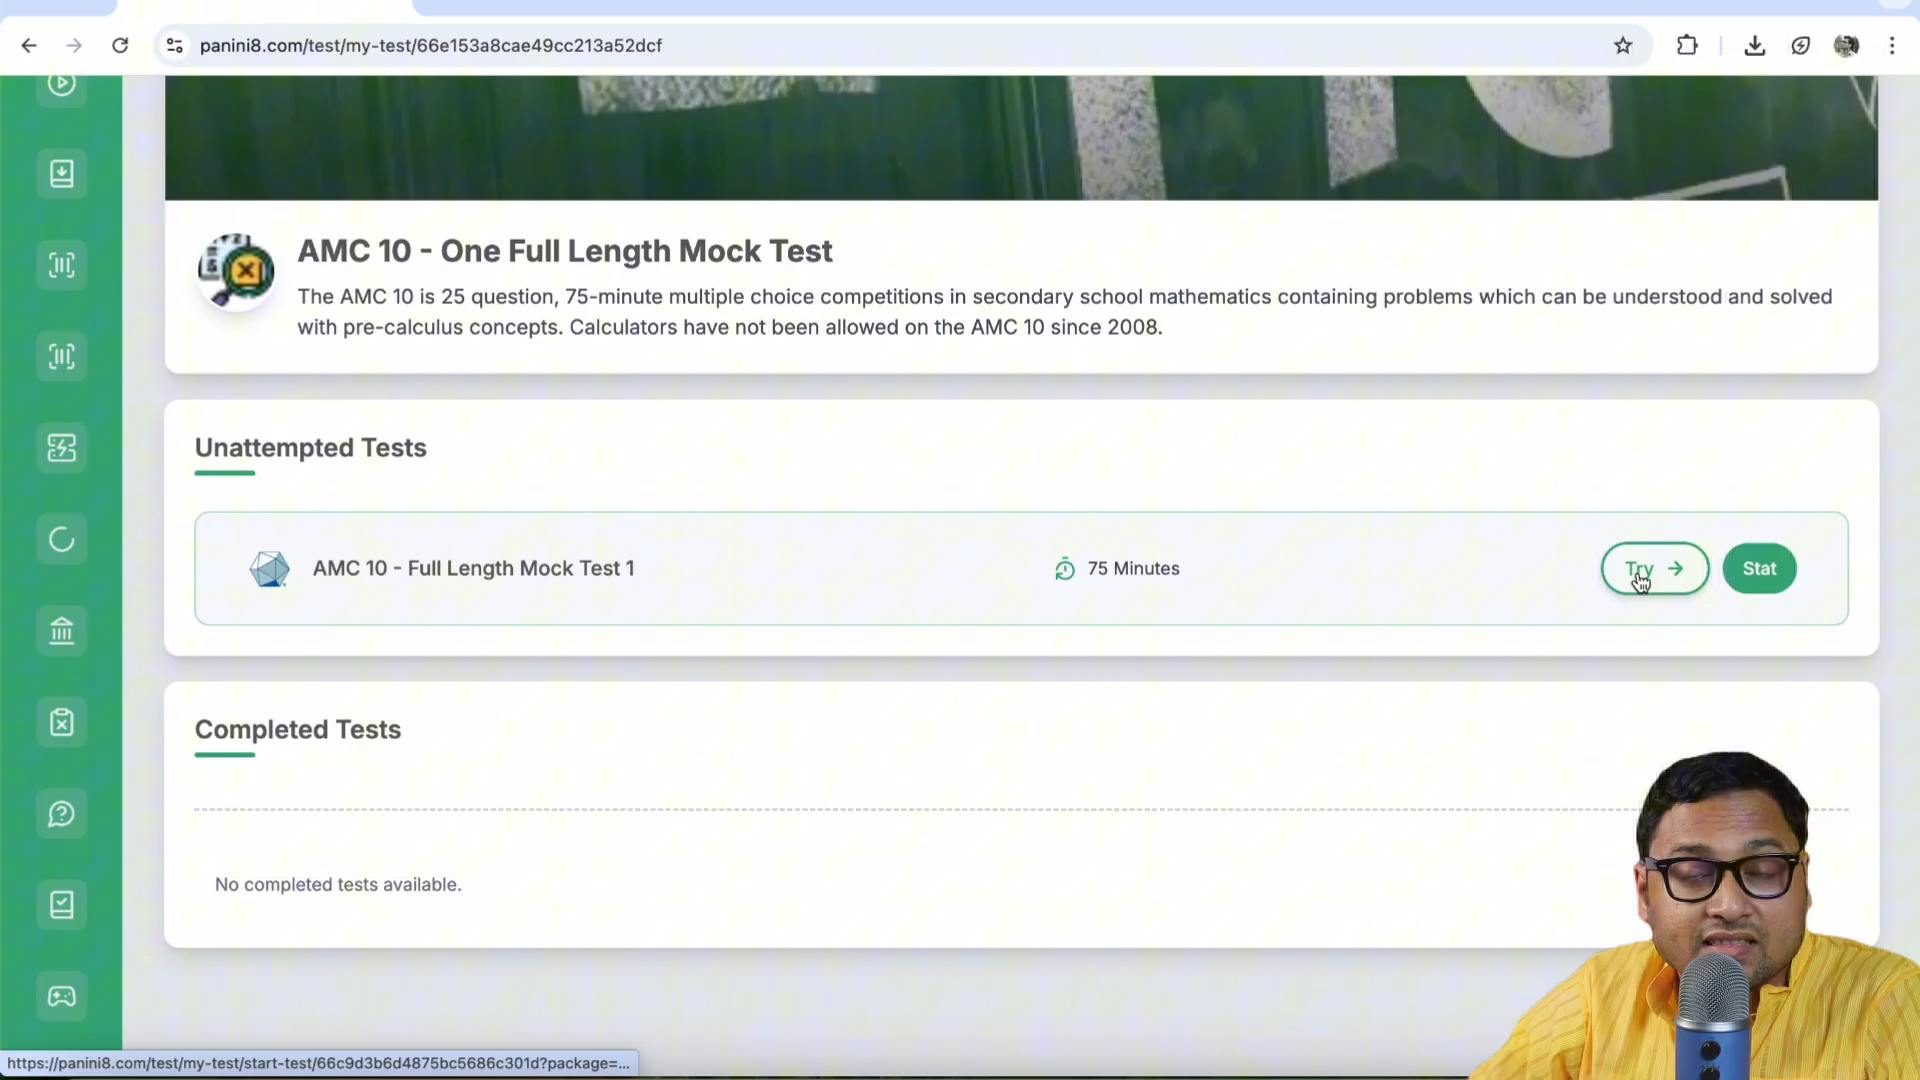 panini8.com/test/my-test/66e153a8cae49cc213a52dcf
AMC 10 - One Full Length Mock Test
The AMC 10 is 25 question, 75-minute multiple choice competitions in secondary school mathematics containing problems which can be understood and solved
with pre-calculus concepts. Calculators have not been allowed on the AMC 10 since 2008.
Unattempted Tests
AMC 10 - Full Length Mock Test 1
75 Minutes
Try
Stat
Completed Tests
No completed tests available.
https://panini8.com/test/my-test/start-test/66c9d3b6d4875bc5686c301d?package=...